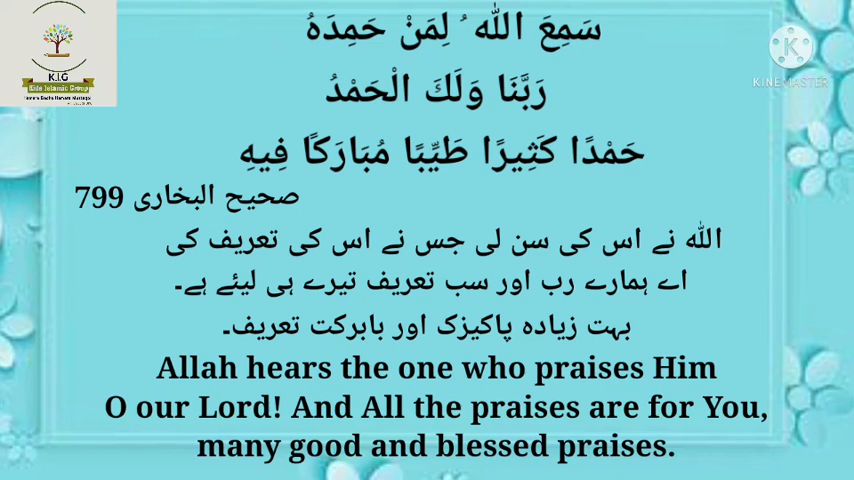 سَمِعَ اللّٰه ُ لِمَنْ حَمِدَهُ
رَبَّنَا وَلَكَ الْحَمْدُ
حَمْدًا كَثِيرًا طَيِّبًا مُبَارَكًا فِيهِ
صحيح البخاری 799
اللّٰه نے اس کی سن لی جس نے اس کی تعریف کی
اے ہمارے رب اور سب تعریف تیرے ہی لیئے ہے۔
بہت زیادہ پاکیزک اور بابرکت تعریف۔
Allah hears the one who praises Him
O our Lord! And All the praises are for You,
many good and blessed praises.
K.I.G
Kids Islamic Group
KINEMASTER